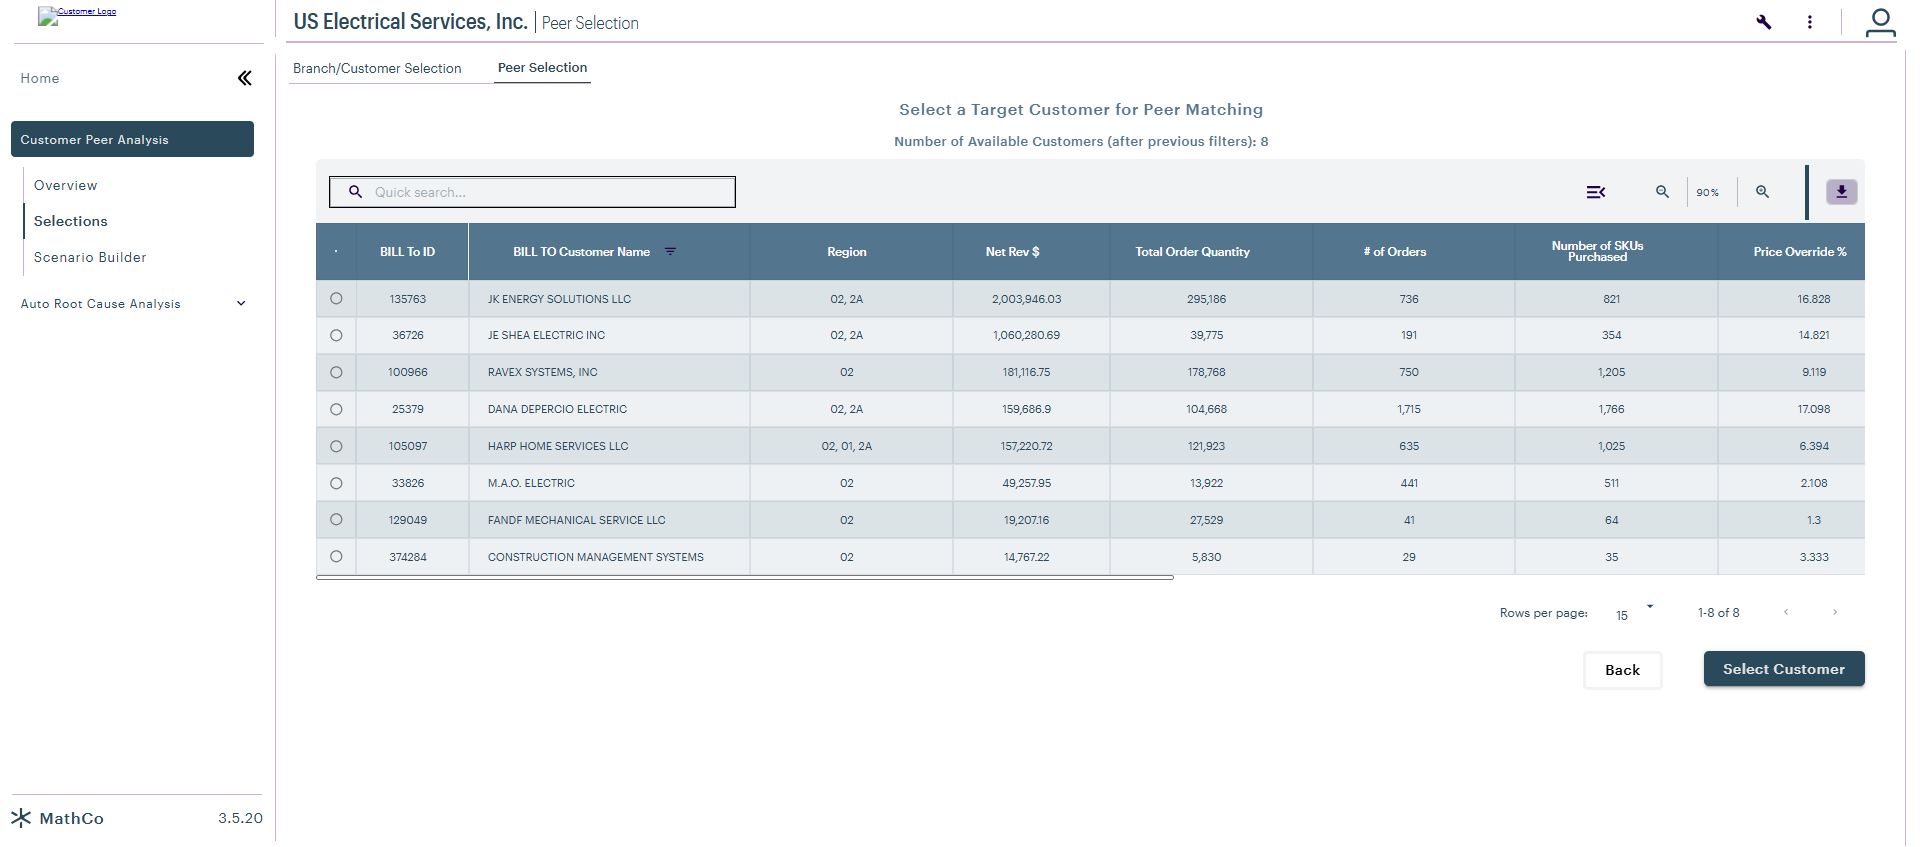 Customer Logo
US Electrical Services, Inc. Peer Selection
Home
Customer Peer Analysis
Overview
Selections
Scenario Builder
Auto Root Cause Analysis
MathCo 3.5.20
Branch/Customer Selection Peer Selection
Select a Target Customer for Peer Matching
Number of Available Customers (after previous filters): 8
Quick search... 90%
BILL To ID BILL TO Customer Name Region Net Rev $ Total Order Quantity # of Orders Number of SKUs Purchased Price Override %
135763 JK ENERGY SOLUTIONS LLC 02, 2A 2,003,946.03 295,186 736 821 16.828
36726 JE SHEA ELECTRIC INC 02, 2A 1,060,280.69 39,775 191 354 14.821
100966 RAVEX SYSTEMS, INC 02 181,116.75 178,768 750 1,205 9.119
25379 DANA DEPERCIO ELECTRIC 02, 2A 159,686.9 104,668 1,715 1,766 17.098
105097 HARP HOME SERVICES LLC 02, 01, 2A 157,220.72 121,923 635 1,025 6.394
33826 M.A.O. ELECTRIC 02 49,257.95 13,922 441 511 2.108
129049 FANDF MECHANICAL SERVICE LLC 02 19,207.16 27,529 41 64 1.3
374284 CONSTRUCTION MANAGEMENT SYSTEMS 02 14,767.22 5,830 29 35 3.333
Rows per page: 15 1-8 of 8
Back Select Customer